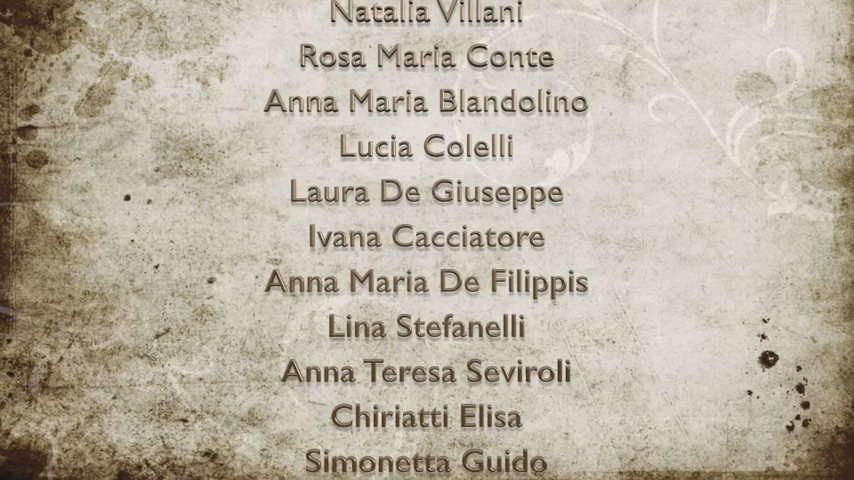 Natalia Villani
Rosa Maria Conte
Anna Maria Blandolino
Lucia Colelli
Laura De Giuseppe
Ivana Cacciatore
Anna Maria De Filippis
Lina Stefanelli
Anna Teresa Seviroli
Chiriatti Elisa
Simonetta Guido